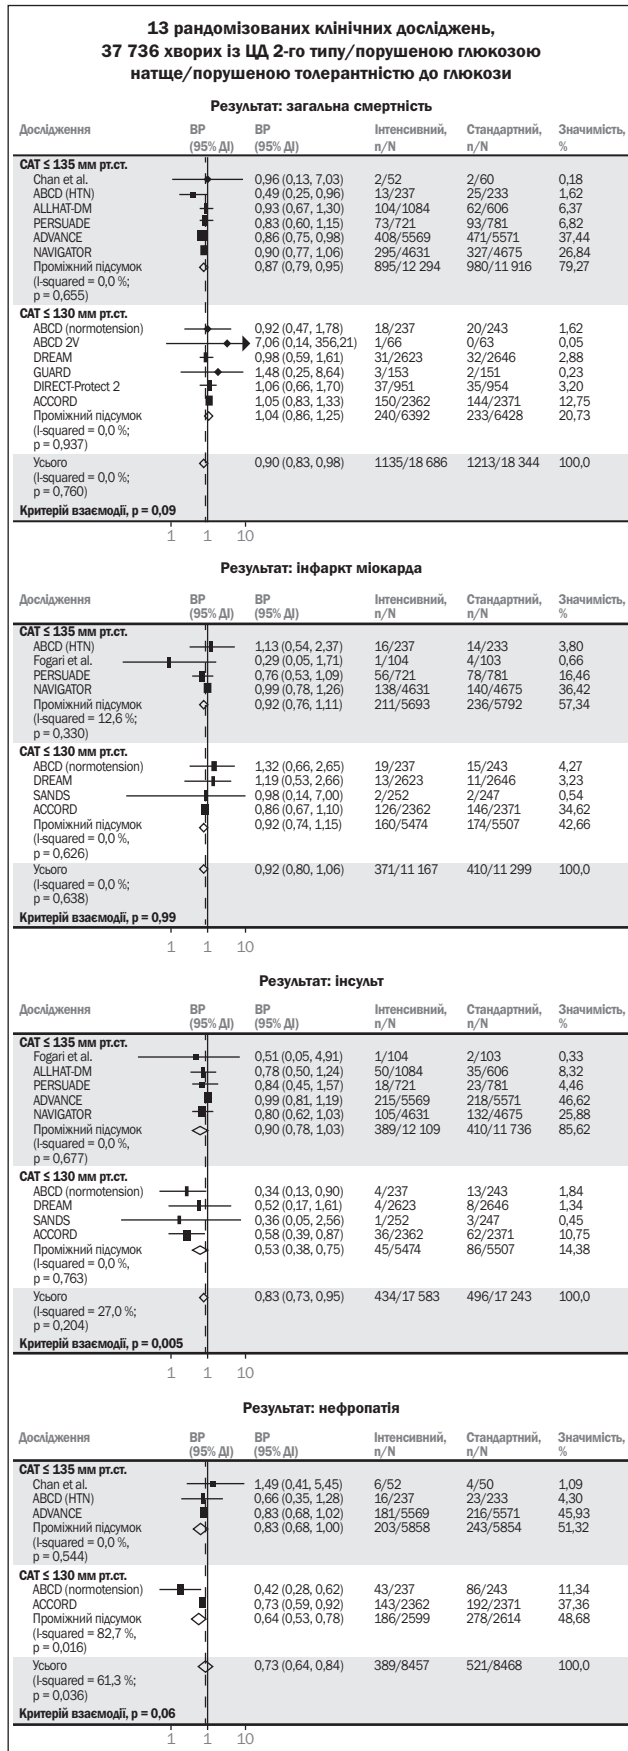 13 рандомізованих клінічних досліджень,
37 736 хворих із ЦД 2-го типу/порушеною глюкозою
натще/порушеною толерантністю до глюкози
Результат: загальна смертність
Дослідження ВР (95% ДІ) ВР (95% ДІ) Інтенсивний, n/N Стандартний, n/N Значимість, %
САТ ≤ 135 мм рт.ст.
Chan et al. 0,96 (0,13, 7,03) 2/52 2/60 0,18
ABCD (HTN) 0,49 (0,25, 0,96) 13/237 25/233 1,62
ALLHAT-DM 0,93 (0,67, 1,30) 104/1084 62/606 6,37
PERSUADE 0,83 (0,60, 1,15) 73/721 93/781 6,82
ADVANCE 0,86 (0,75, 0,98) 408/5569 471/5571 37,44
NAVIGATOR 0,90 (0,77, 1,06) 295/4631 327/4675 26,84
Проміжний підсумок 0,87 (0,79, 0,95) 895/12 294 980/11 916 79,27
(I-squared = 0,0 %;
p = 0,655)
САТ ≤ 130 мм рт.ст.
ABCD (normotension) 0,92 (0,47, 1,78) 18/237 20/243 1,62
ABCD 2V 7,06 (0,14, 356,21) 1/66 0/63 0,05
DREAM 0,98 (0,59, 1,61) 31/2623 32/2646 2,88
GUARD 1,48 (0,25, 8,64) 3/153 2/151 0,23
DIRECT-Protect 2 1,06 (0,66, 1,70) 37/951 35/954 3,20
ACCORD 1,05 (0,83, 1,33) 150/2362 144/2371 12,75
Проміжний підсумок 1,04 (0,86, 1,25) 240/6392 233/6428 20,73
(I-squared = 0,0 %;
p = 0,937)
Усього 0,90 (0,83, 0,98) 1135/18 686 1213/18 344 100,0
(I-squared = 0,0 %;
p = 0,760)
Критерій взаємодії, p = 0,09
1 1 10
Результат: інфаркт міокарда
Дослідження ВР (95% ДІ) ВР (95% ДІ) Інтенсивний, n/N Стандартний, n/N Значимість, %
САТ ≤ 135 мм рт.ст.
ABCD (HTN) 1,13 (0,54, 2,37) 16/237 14/233 3,80
Fogari et al. 0,29 (0,05, 1,71) 1/104 4/103 0,66
PERSUADE 0,76 (0,53, 1,09) 56/721 78/781 16,46
NAVIGATOR 0,99 (0,78, 1,26) 138/4631 140/4675 36,42
Проміжний підсумок 0,92 (0,76, 1,11) 211/5693 236/5792 57,34
(I-squared = 12,6 %;
p = 0,330)
САТ ≤ 130 мм рт.ст.
ABCD (normotension) 1,32 (0,66, 2,65) 19/237 15/243 4,27
DREAM 1,19 (0,53, 2,66) 13/2623 11/2646 3,23
SANDS 0,98 (0,14, 7,00) 2/252 2/247 0,54
ACCORD 0,86 (0,67, 1,10) 126/2362 146/2371 34,62
Проміжний підсумок 0,92 (0,74, 1,15) 160/5474 174/5507 42,66
(I-squared = 0,0 %,
p = 0,626)
Усього 0,92 (0,80, 1,06) 371/11 167 410/11 299 100,0
(I-squared = 0,0 %;
p = 0,638)
Критерій взаємодії, p = 0,99
1 1 10
Результат: інсульт
Дослідження ВР (95% ДІ) ВР (95% ДІ) Інтенсивний, n/N Стандартний, n/N Значимість, %
САТ ≤ 135 мм рт.ст.
Fogari et al. 0,51 (0,05, 4,91) 1/104 2/103 0,33
ALLHAT-DM 0,78 (0,50, 1,24) 50/1084 35/606 8,32
PERSUADE 0,84 (0,45, 1,57) 18/721 23/781 4,46
ADVANCE 0,99 (0,81, 1,19) 215/5569 218/5571 46,62
NAVIGATOR 0,80 (0,62, 1,03) 105/4631 132/4675 25,88
Проміжний підсумок 0,90 (0,78, 1,03) 389/12 109 410/11 736 85,62
(I-squared = 0,0 %,
p = 0,677)
САТ ≤ 130 мм рт.ст.
ABCD (normotension) 0,34 (0,13, 0,90) 4/237 13/243 1,84
DREAM 0,52 (0,17, 1,61) 4/2623 8/2646 1,34
SANDS 0,36 (0,05, 2,56) 1/252 3/247 0,45
ACCORD 0,58 (0,39, 0,87) 36/2362 62/2371 10,75
Проміжний підсумок 0,53 (0,38, 0,75) 45/5474 86/5507 14,38
(I-squared = 0,0 %,
p = 0,763)
Усього 0,83 (0,73, 0,95) 434/17 583 496/17 243 100,0
(I-squared = 27,0 %;
p = 0,204)
Критерій взаємодії, p = 0,005
1 1 10
Результат: нефропатія
Дослідження ВР (95% ДІ) ВР (95% ДІ) Інтенсивний, n/N Стандартний, n/N Значимість, %
САТ ≤ 135 мм рт.ст.
Chan et al. 1,49 (0,41, 5,45) 6/52 4/50 1,09
ABCD (HTN) 0,66 (0,35, 1,28) 16/237 23/233 4,30
ADVANCE 0,83 (0,68, 1,02) 181/5569 216/5571 45,93
Проміжний підсумок 0,83 (0,68, 1,00) 203/5858 243/5854 51,32
(I-squared = 0,0 %,
p = 0,544)
САТ ≤ 130 мм рт.ст.
ABCD (normotension) 0,42 (0,28, 0,62) 43/237 86/243 11,34
ACCORD 0,73 (0,59, 0,92) 143/2362 192/2371 37,36
Проміжний підсумок 0,64 (0,53, 0,78) 186/2599 278/2614 48,68
(I-squared = 82,7 %,
p = 0,016)
Усього 0,73 (0,64, 0,84) 389/8457 521/8468 100,0
(I-squared = 61,3 %;
p = 0,036)
Критерій взаємодії, p = 0,06
1 1 10